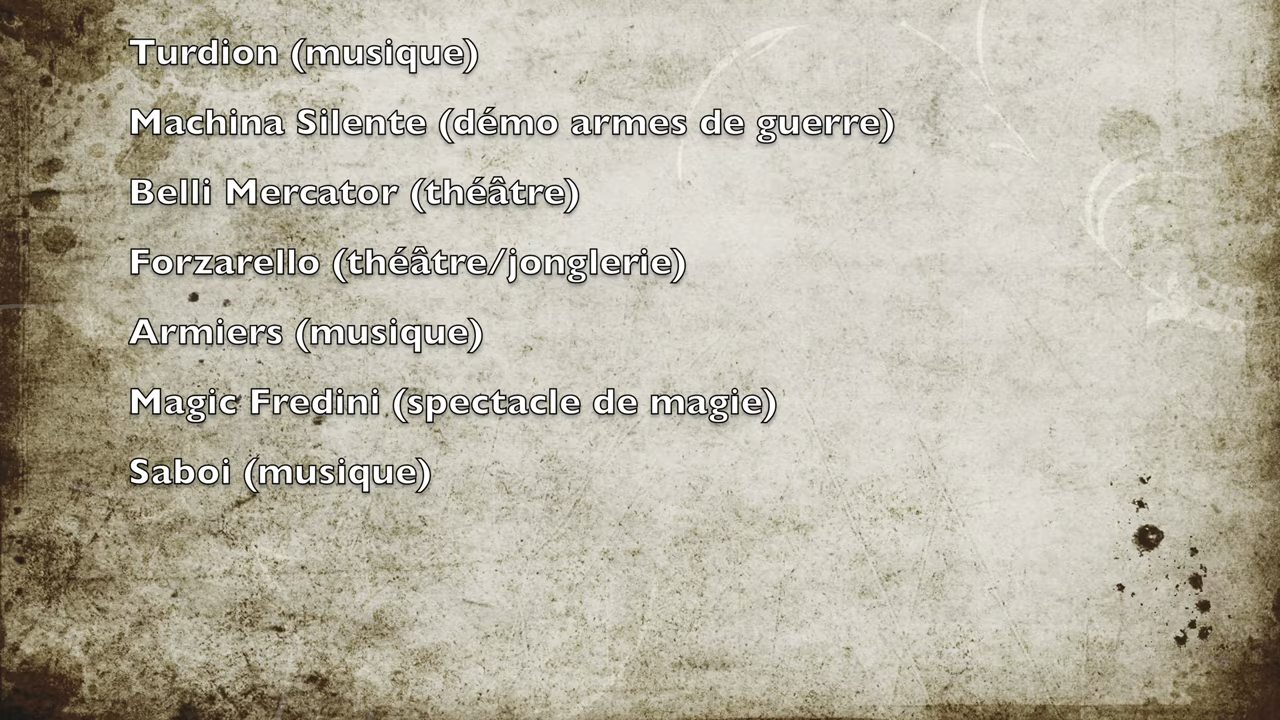 Turdion (musique)
Machina Silente (démo armes de guerre)
Belli Mercator (théâtre)
Forzarello (théâtre/jonglerie)
Armiers (musique)
Magic Fredini (spectacle de magie)
Saboi (musique)